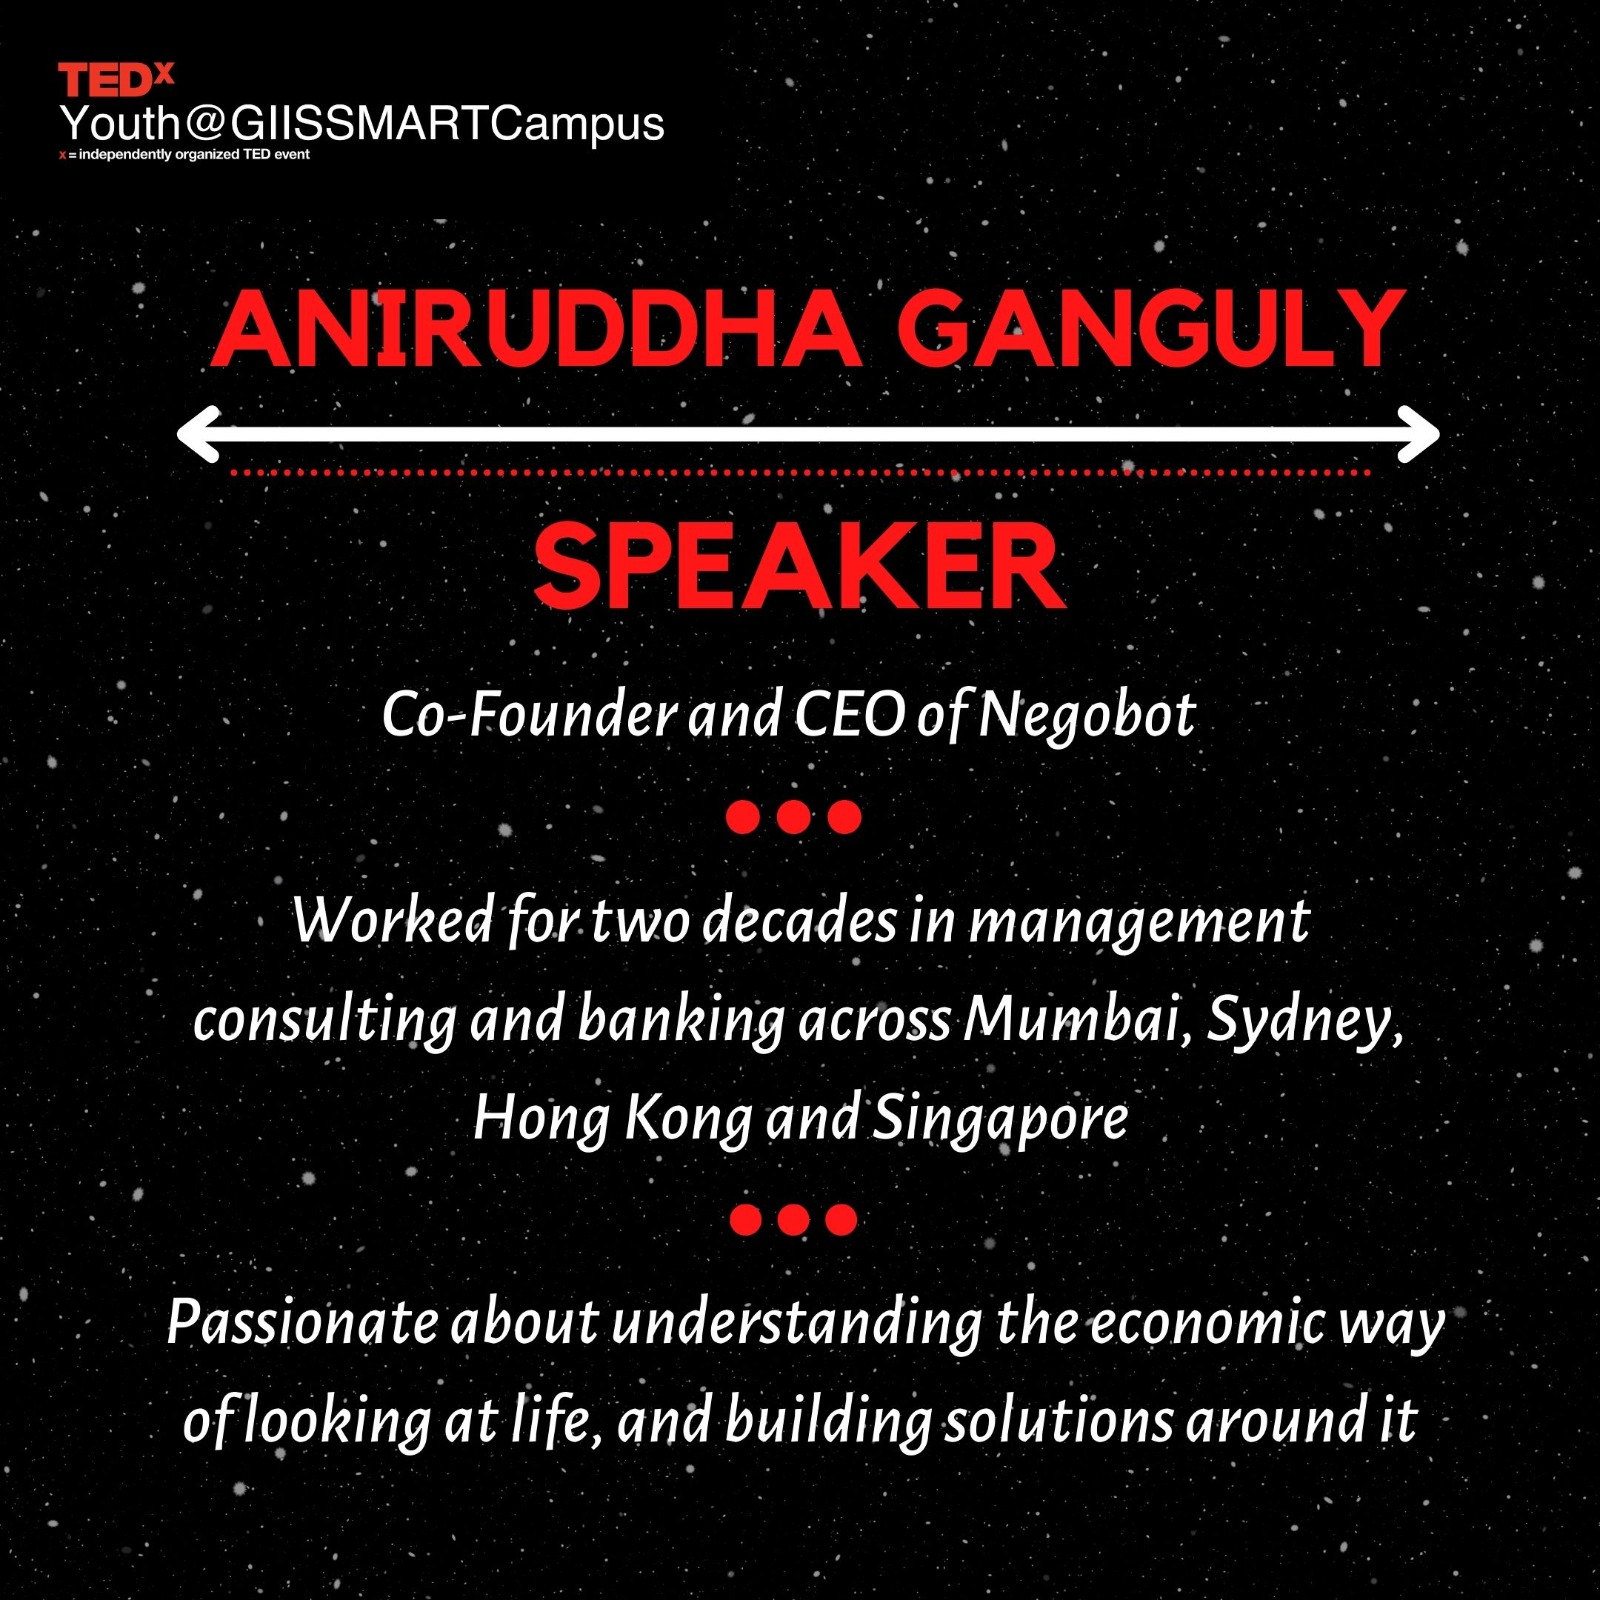 TEDx
Youth@GIISSMARTCampus
x = independently organized TED event
ANIRUDDHA GANGULY
SPEAKER
Co-Founder and CEO of Negobot
Worked for two decades in management
consulting and banking across Mumbai, Sydney,
Hong Kong and Singapore
Passionate about understanding the economic way
of looking at life, and building solutions around it